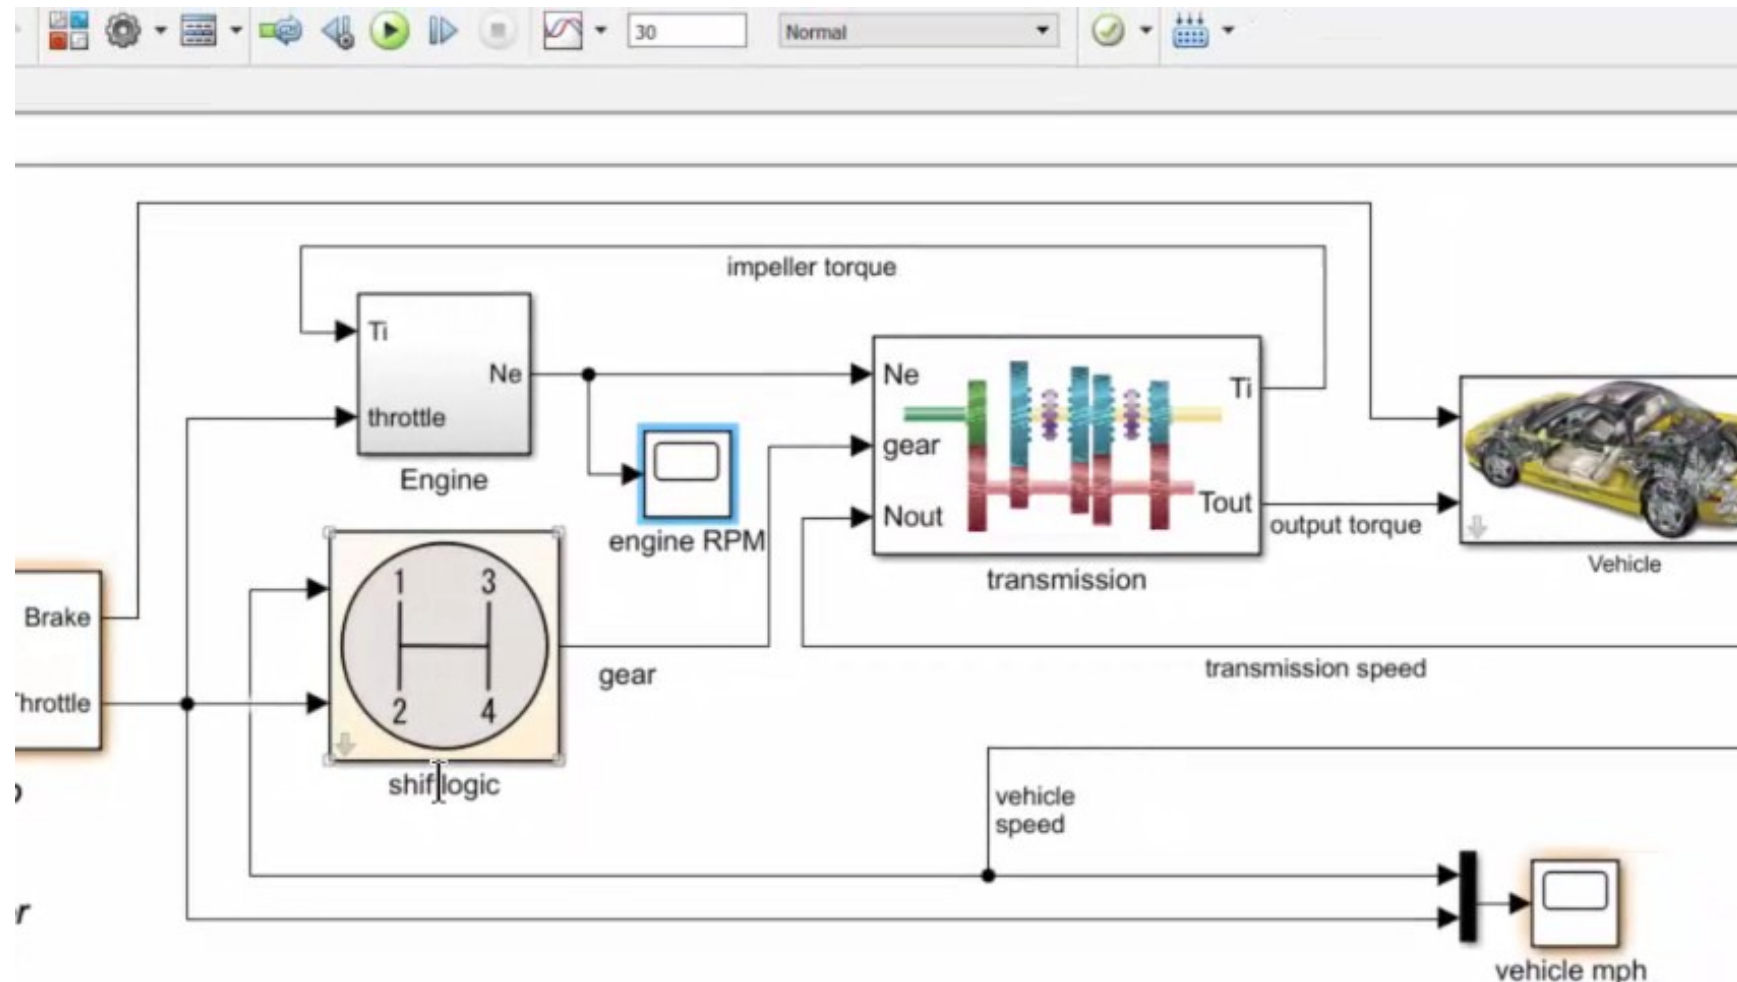 30
Normal
impeller torque
Ti
Ne
throttle
Engine
engine RPM
Ne
gear
Nout
Ti
Tout
transmission
output torque
Vehicle
Brake
1
3
2
4
gear
shif logic
transmission speed
vehicle
speed
vehicle mph